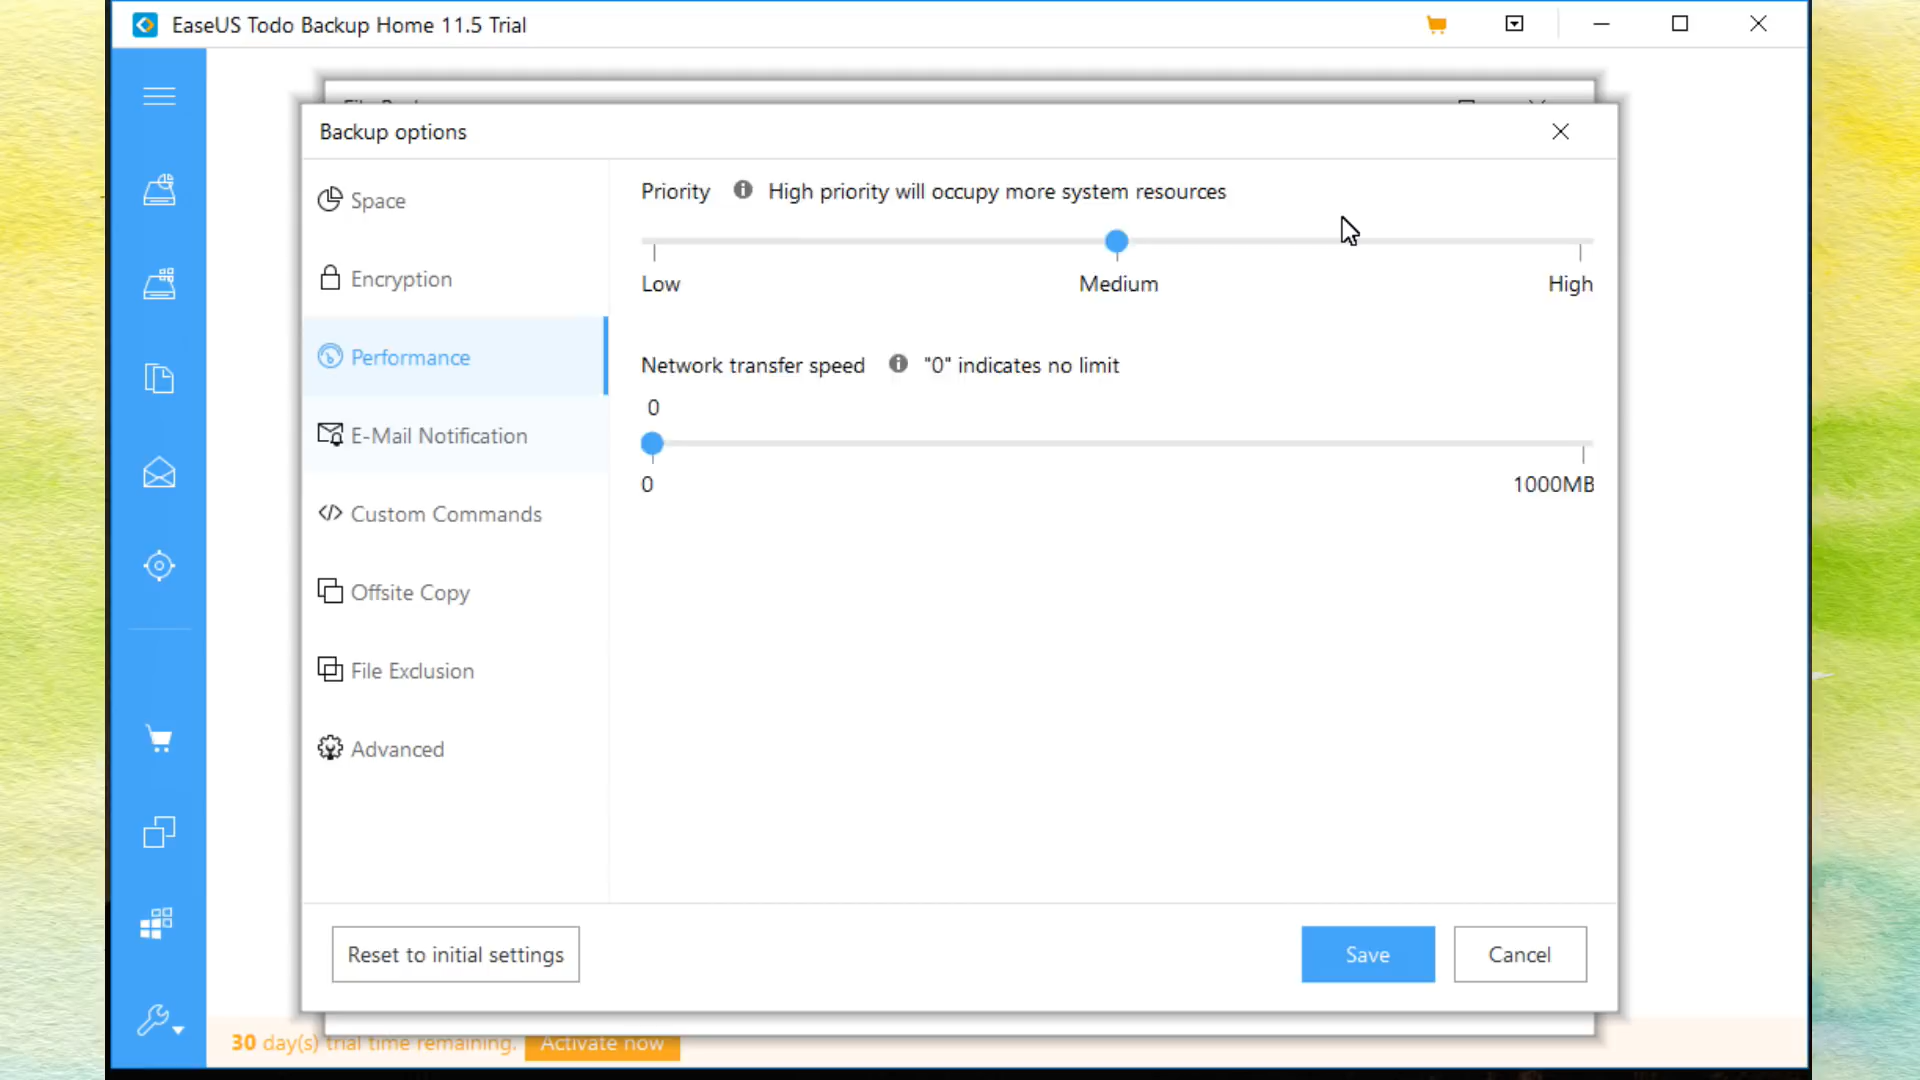 EaseUS Todo Backup Home 11.5 Trial
Backup options
Space
Encryption
Performance
E-Mail Notification
Custom Commands
Offsite Copy
File Exclusion
Advanced
Priority High priority will occupy more system resources
Low Medium High
Network transfer speed "0" indicates no limit
0
0 1000MB
Reset to initial settings Save Cancel
30 day(s) trial time remaining. Activate now